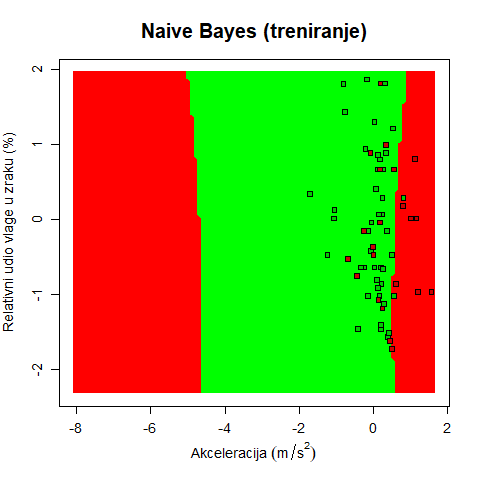 Naive Bayes (treniranje)
Relativni udio vlage u zraku (%)
2
1
0
-1
-2
-8 -6 -4 -2 0 2
Akceleracija (m/s²)